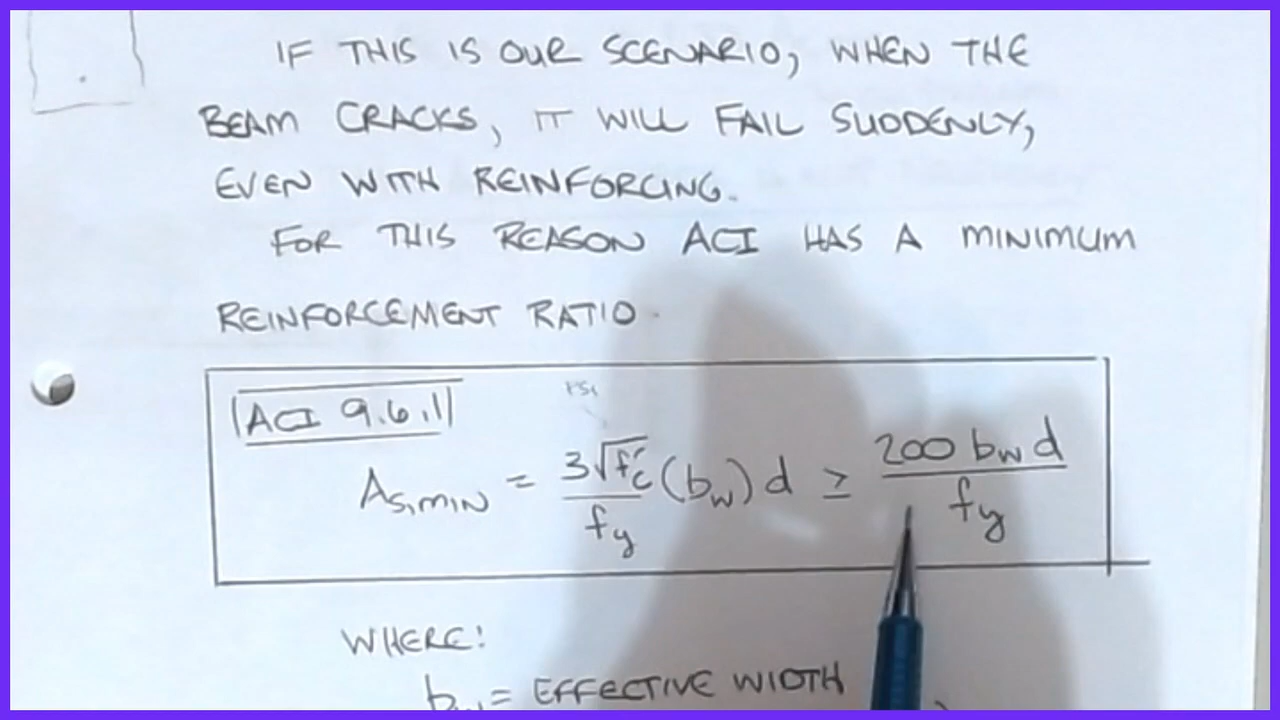 IF THIS IS OUR SCENARIO, WHEN THE
BEAM CRACKS, IT WILL FAIL SUDDENLY,
EVEN WITH REINFORCING.
FOR THIS REASON ACI HAS A MINIMUM
REINFORCEMENT RATIO.
ACI 9.6.1
psi
As,min = 3√f'c / fy (bw) d ≥ 200 bw d / fy
WHERE:
bw = EFFECTIVE WIDTH